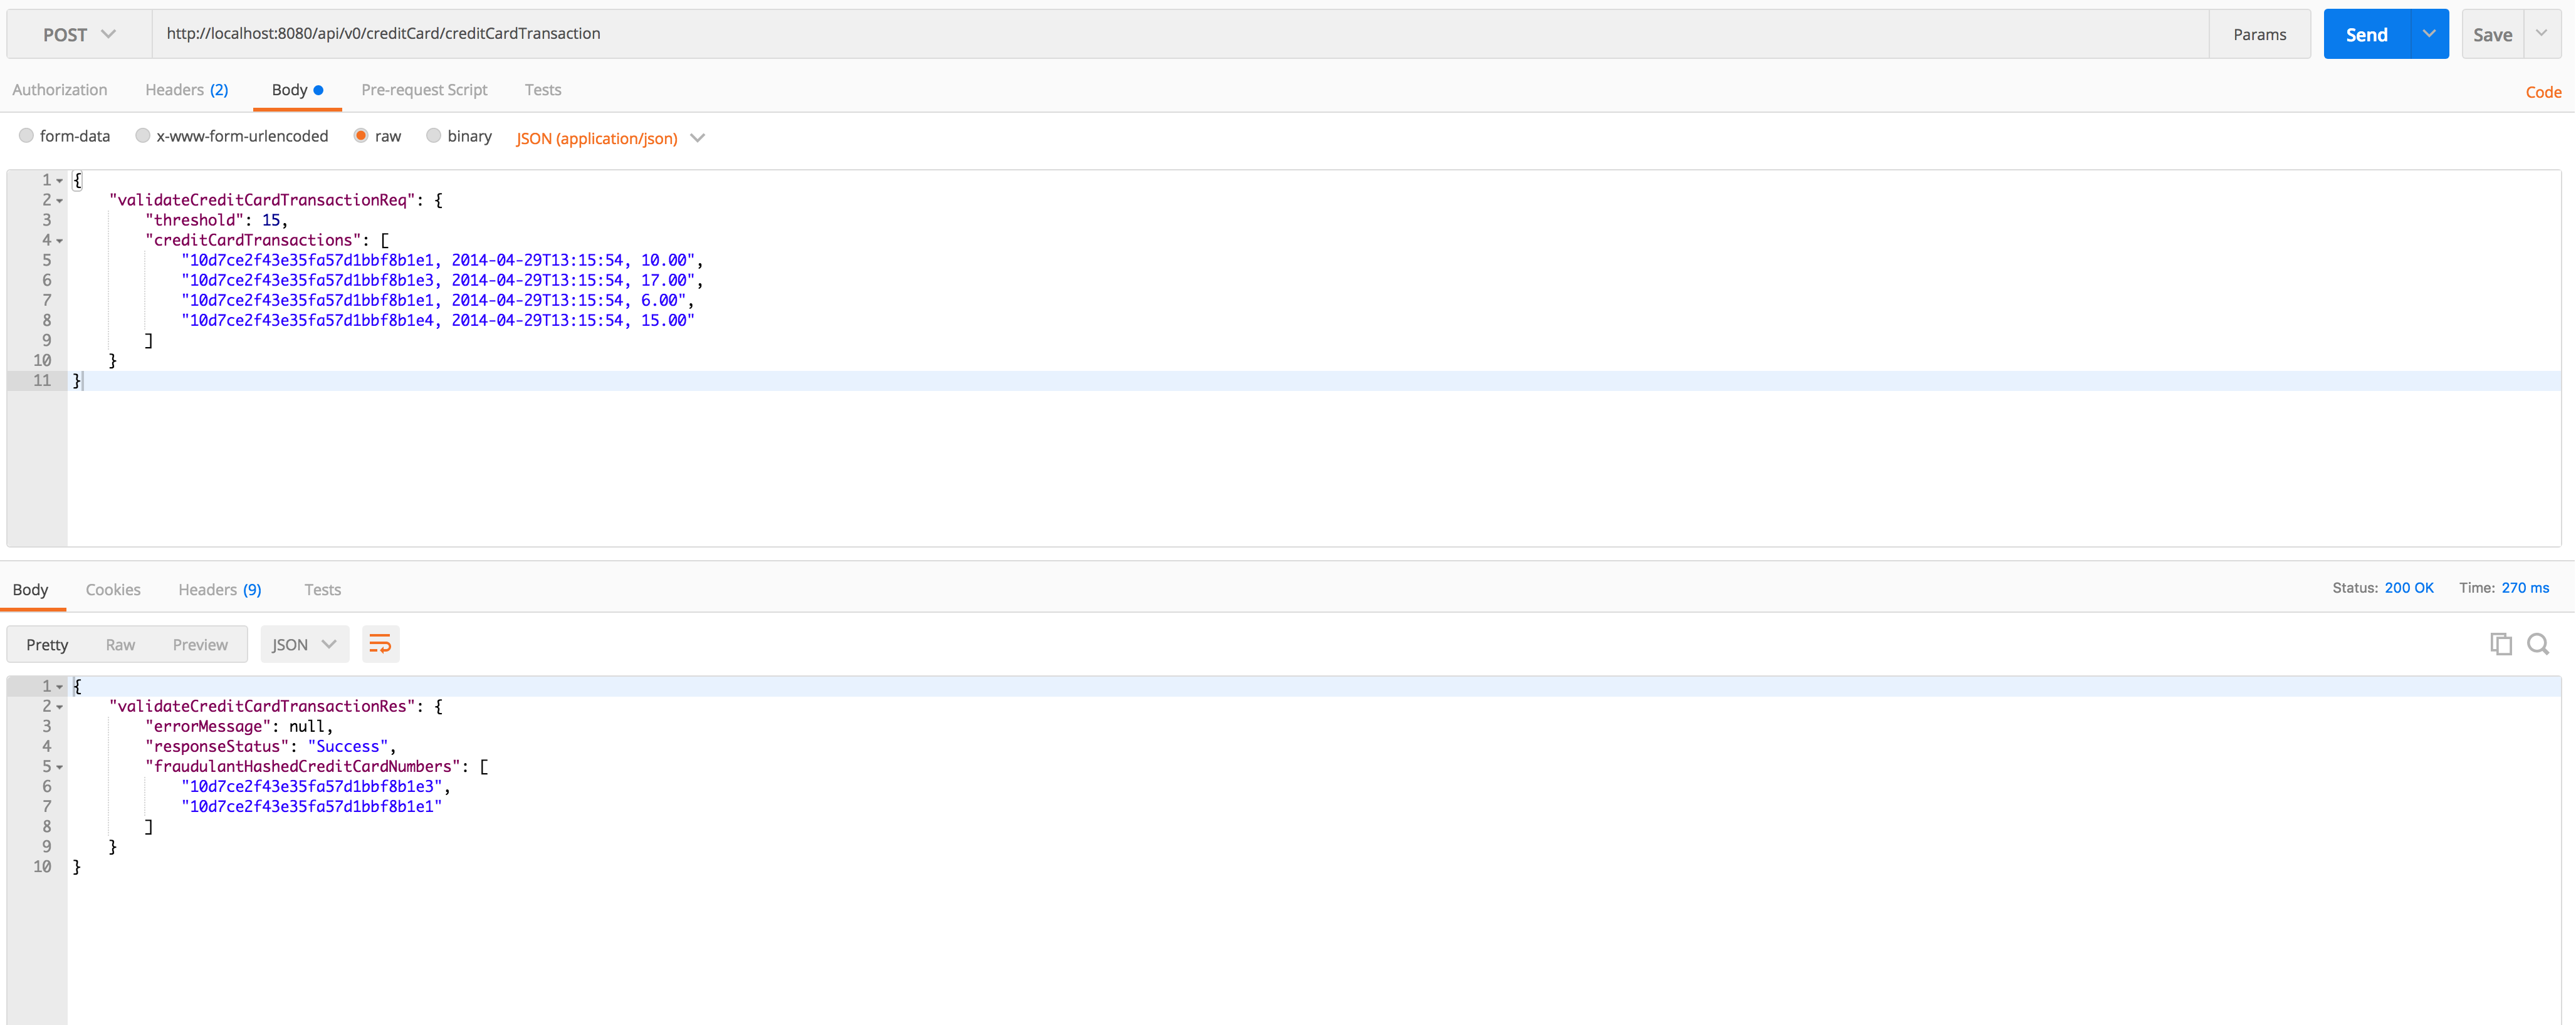 POST http://localhost:8080/api/v0/creditCard/creditCardTransaction Params Send Save
Authorization Headers (2) Body Pre-request Script Tests Code
form-data x-www-form-urlencoded raw binary JSON (application/json)
1 {
2 "validateCreditCardTransactionReq": {
3 "threshold": 15,
4 "creditCardTransactions": [
5 "10d7ce2f43e35fa57d1bbf8b1e1, 2014-04-29T13:15:54, 10.00",
6 "10d7ce2f43e35fa57d1bbf8b1e3, 2014-04-29T13:15:54, 17.00",
7 "10d7ce2f43e35fa57d1bbf8b1e1, 2014-04-29T13:15:54, 6.00",
8 "10d7ce2f43e35fa57d1bbf8b1e4, 2014-04-29T13:15:54, 15.00"
9 ]
10 }
11 }
Body Cookies Headers (9) Tests Status: 200 OK Time: 270 ms
Pretty Raw Preview JSON
1 {
2 "validateCreditCardTransactionRes": {
3 "errorMessage": null,
4 "responseStatus": "Success",
5 "fraudulantHashedCreditCardNumbers": [
6 "10d7ce2f43e35fa57d1bbf8b1e3",
7 "10d7ce2f43e35fa57d1bbf8b1e1"
8 ]
9 }
10 }